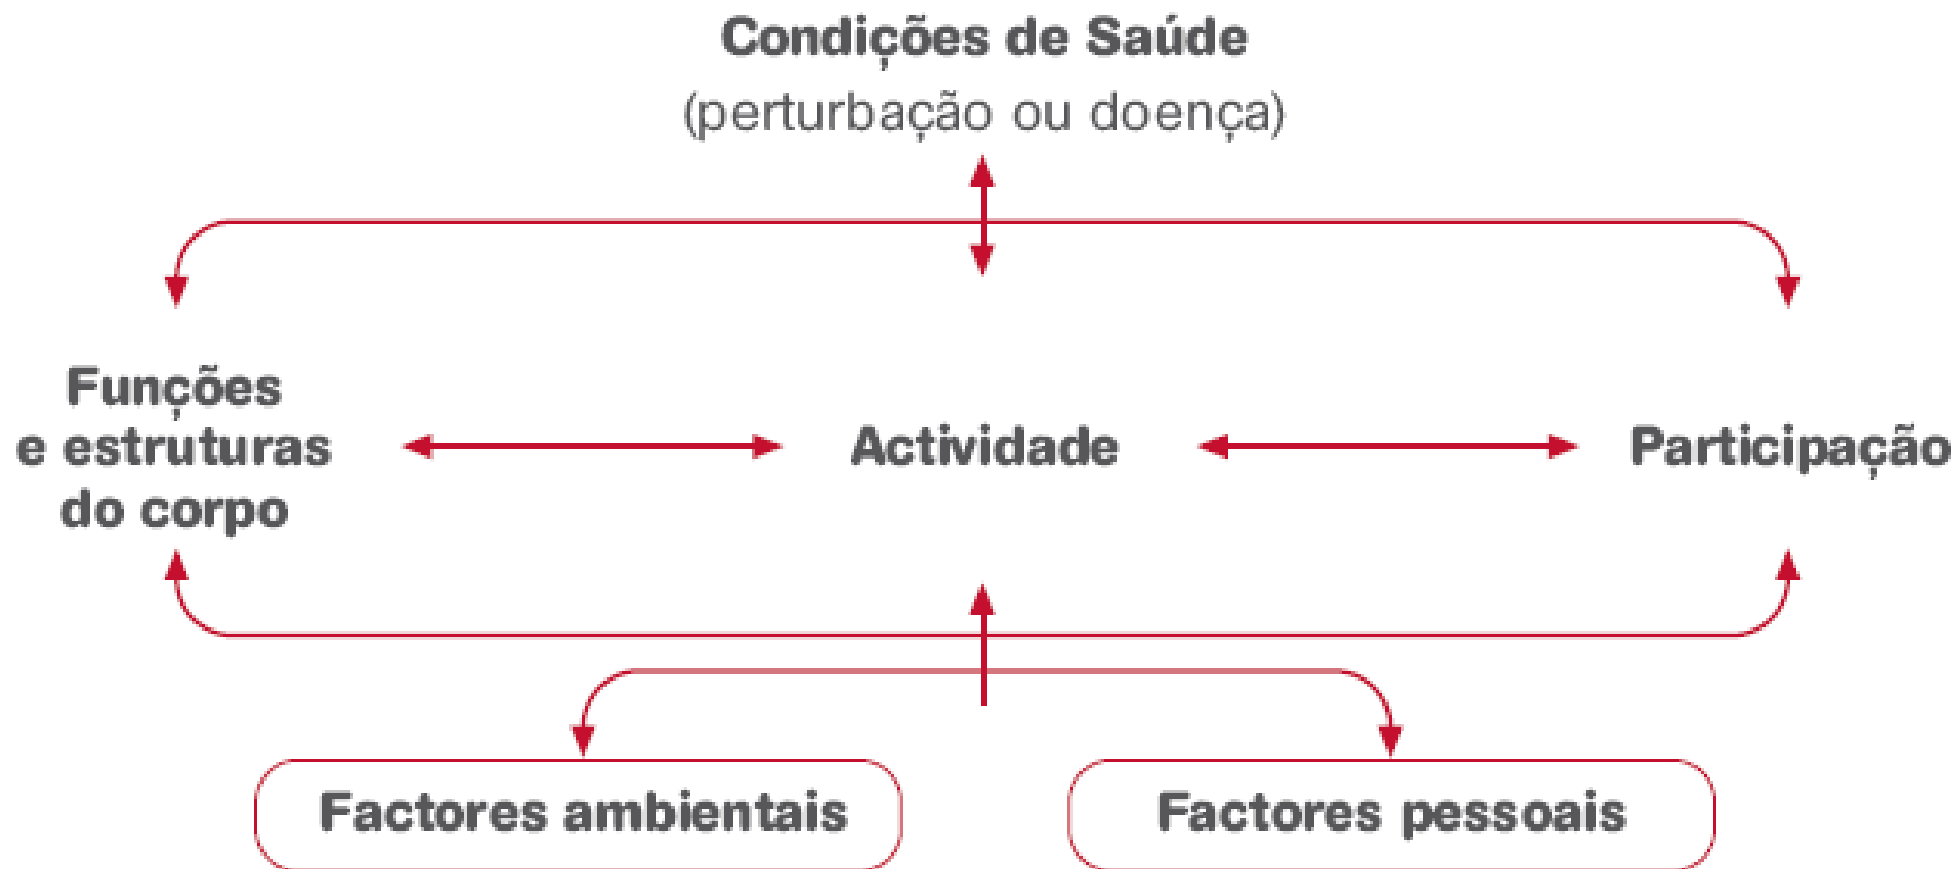 Condições de Saúde
(perturbação ou doença)
Funções
e estruturas
do corpo
Actividade
Participação
Factores ambientais
Factores pessoais